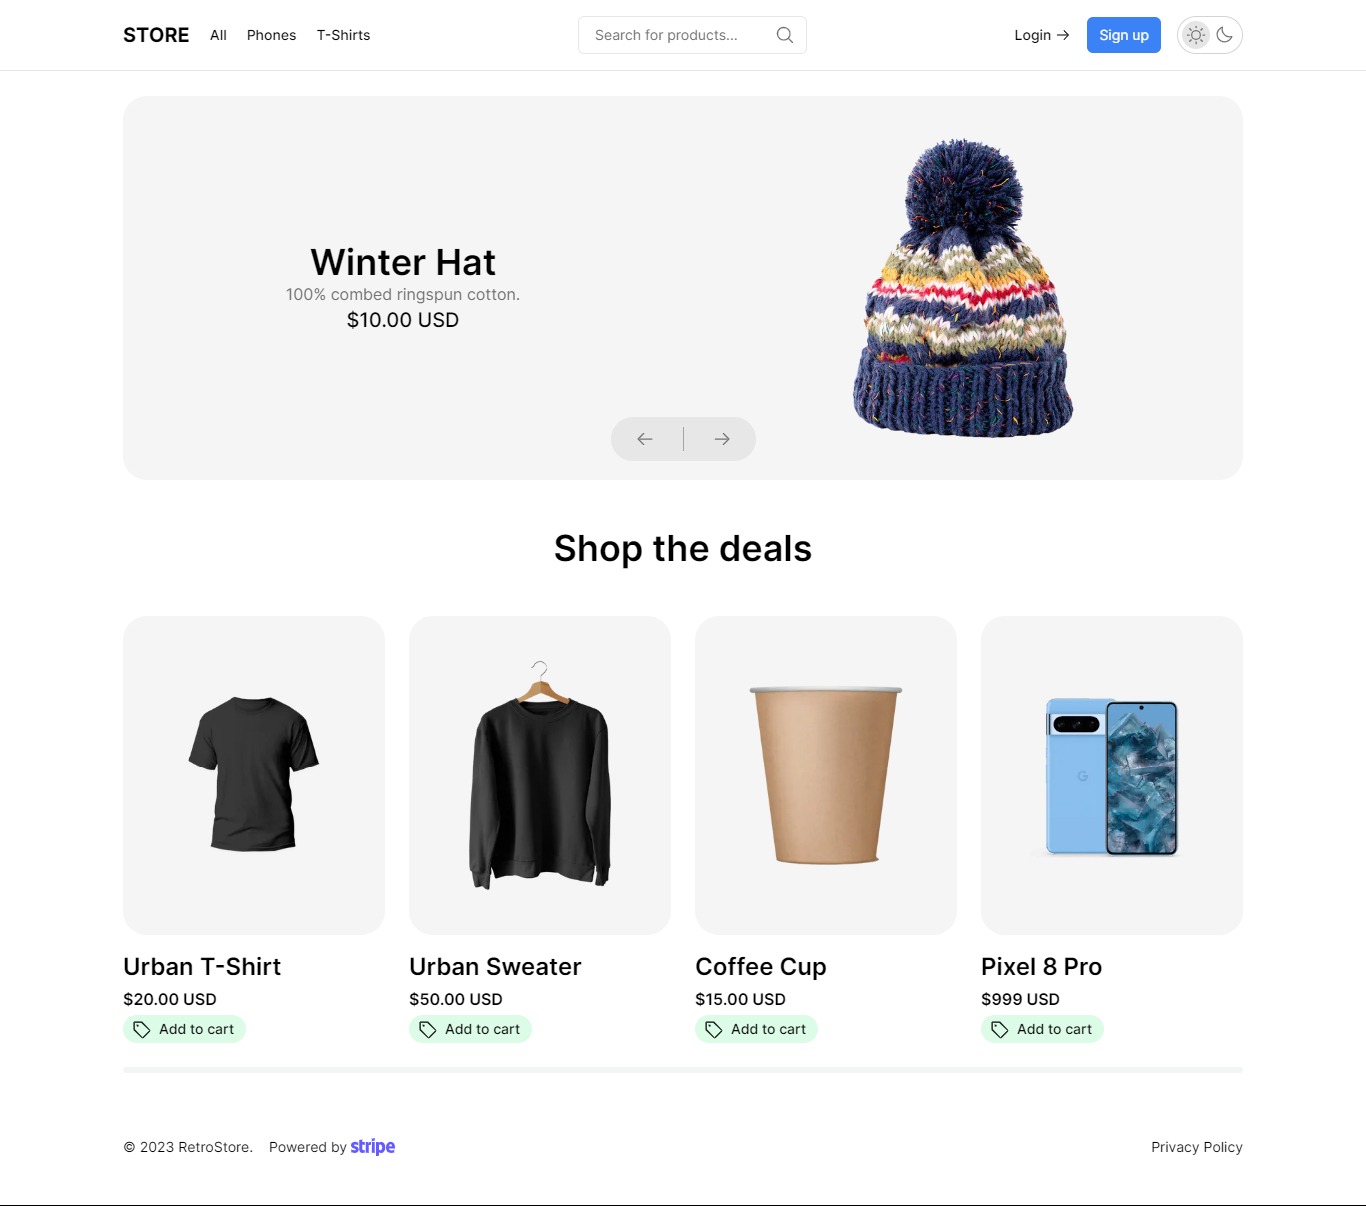 STORE All Phones T-Shirts Search for products... Login → Sign up
Winter Hat
100% combed ringspun cotton.
$10.00 USD
Shop the deals
Urban T-Shirt Urban Sweater Coffee Cup Pixel 8 Pro
$20.00 USD $50.00 USD $15.00 USD $999 USD
Add to cart Add to cart Add to cart Add to cart
© 2023 RetroStore. Powered by stripe Privacy Policy